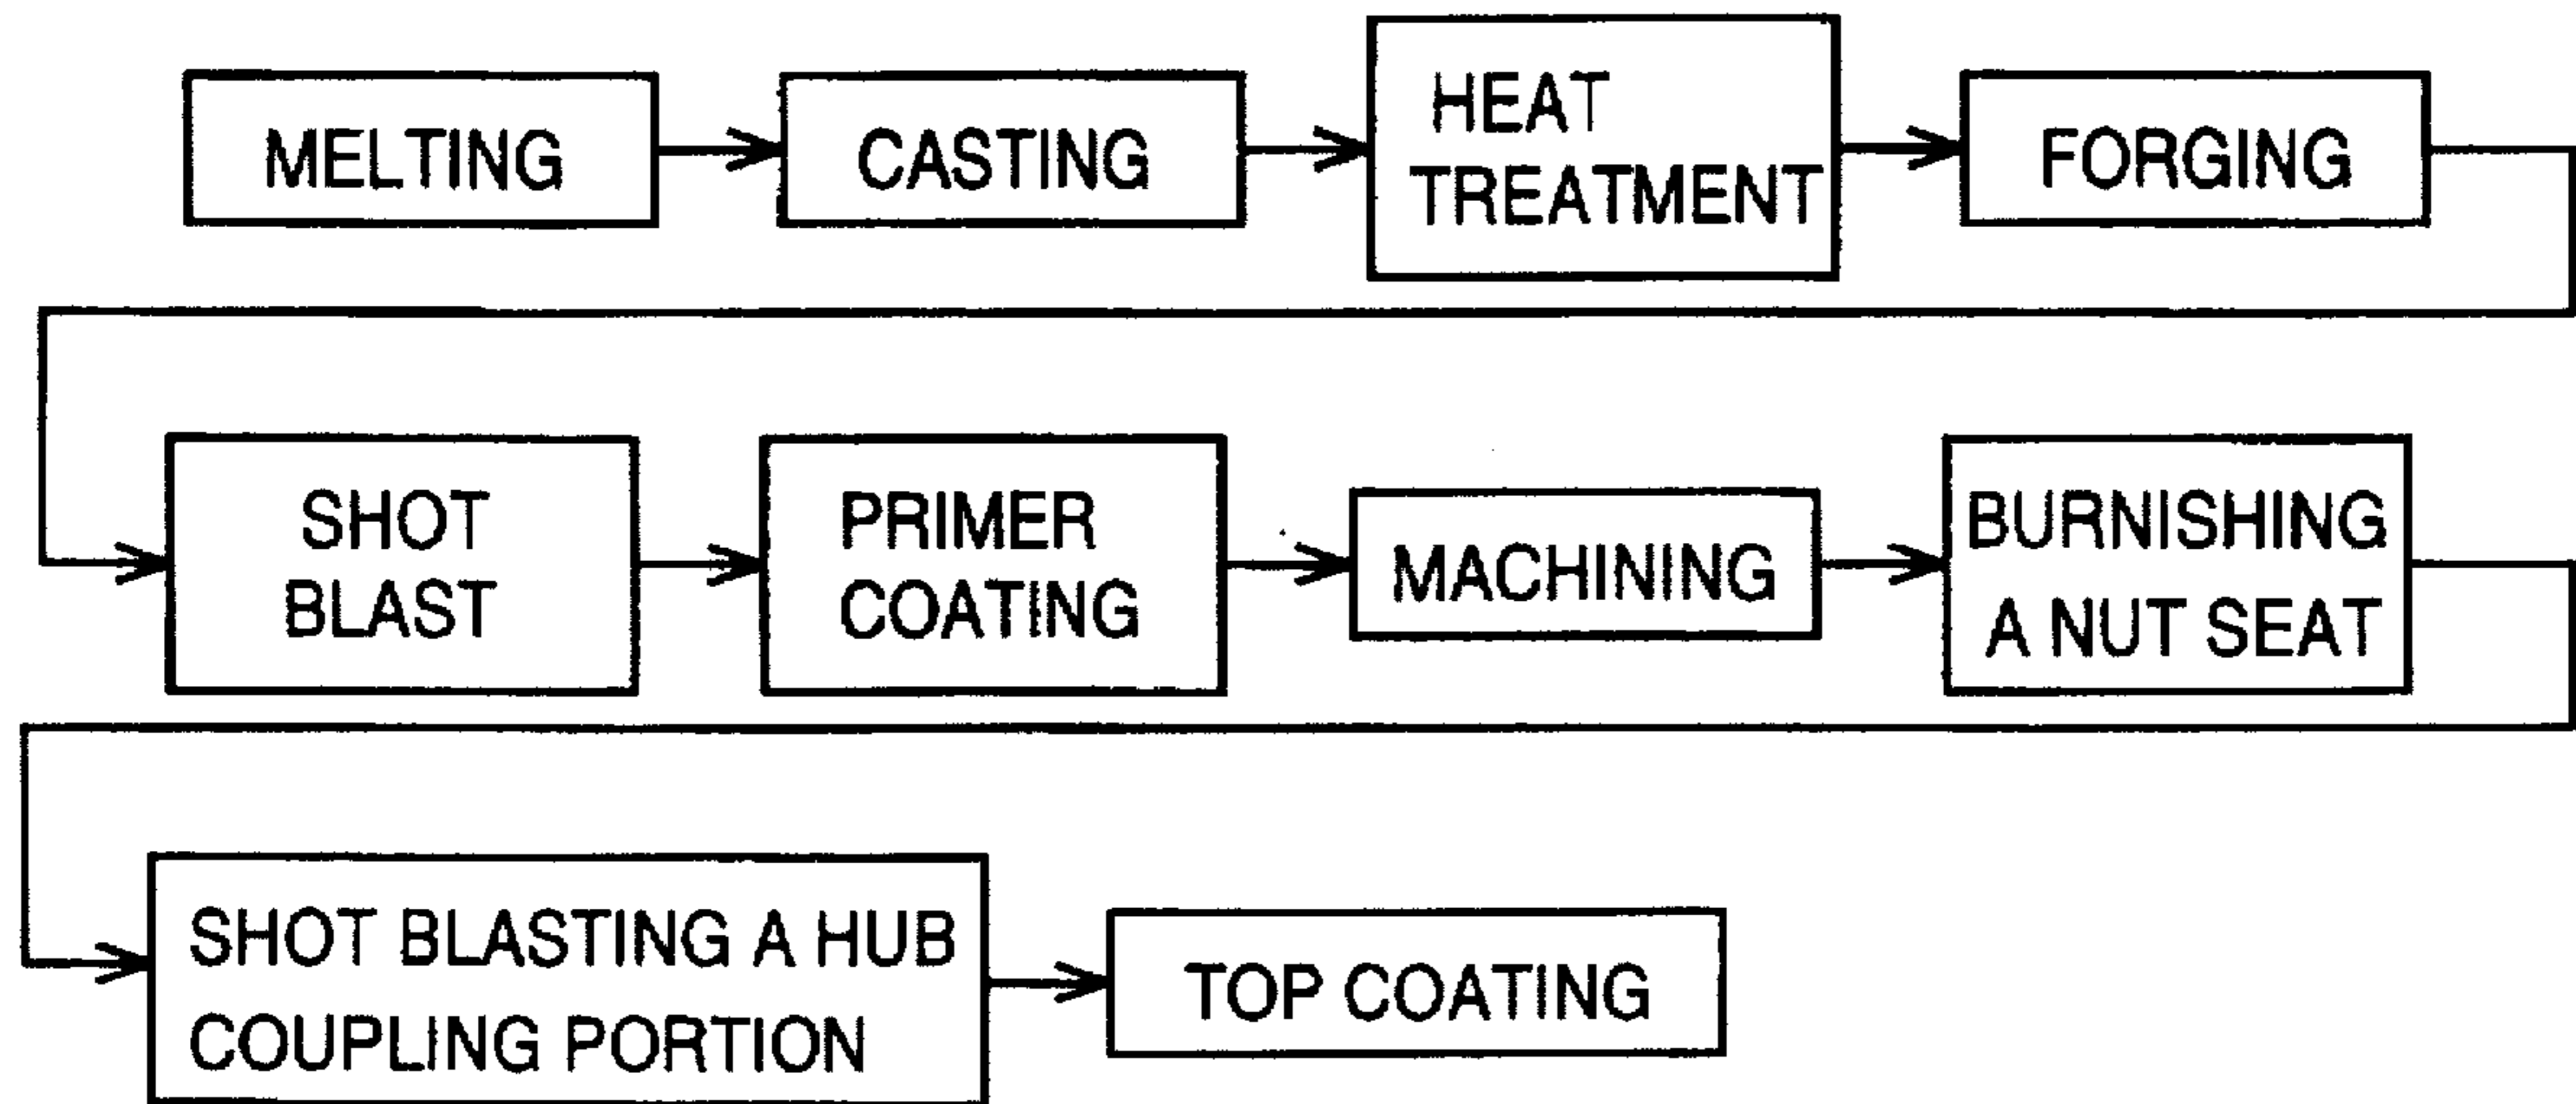 MELTING
CASTING
HEAT
TREATMENT
FORGING
SHOT
BLAST
PRIMER
COATING
MACHINING
BURNISHING
A NUT SEAT
SHOT BLASTING A HUB
COUPLING PORTION
TOP COATING